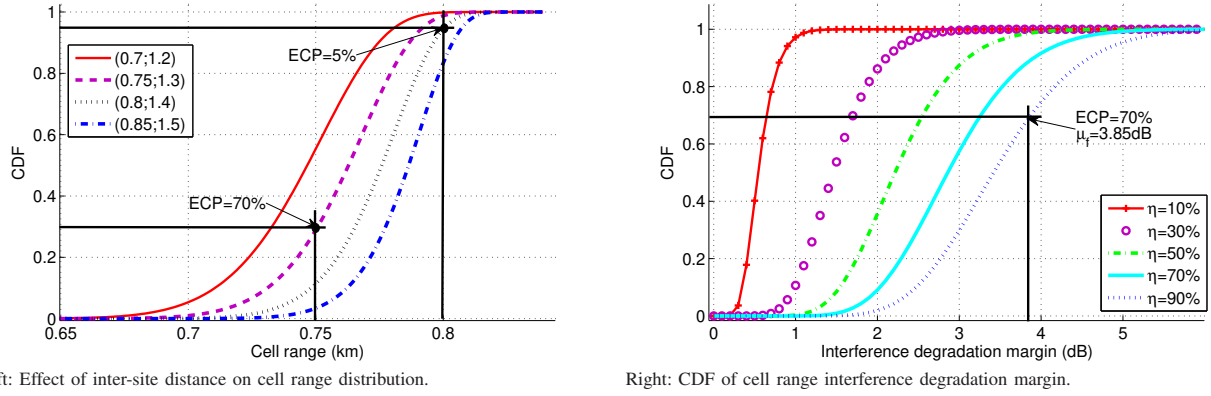 1
0.8
0.6
0.4
0.2
0
CDF
0.65
0.7
0.75
0.8
Cell range (km)
(0.7;1.2)
(0.75;1.3)
(0.8;1.4)
(0.85;1.5)
ECP=5%
ECP=70%
ft: Effect of inter-site distance on cell range distribution.
1
0.8
0.6
0.4
0.2
0
CDF
0
1
2
3
4
5
Interference degradation margin (dB)
ECP=70%
μf=3.85dB
η=10%
η=30%
η=50%
η=70%
η=90%
Right: CDF of cell range interference degradation margin.